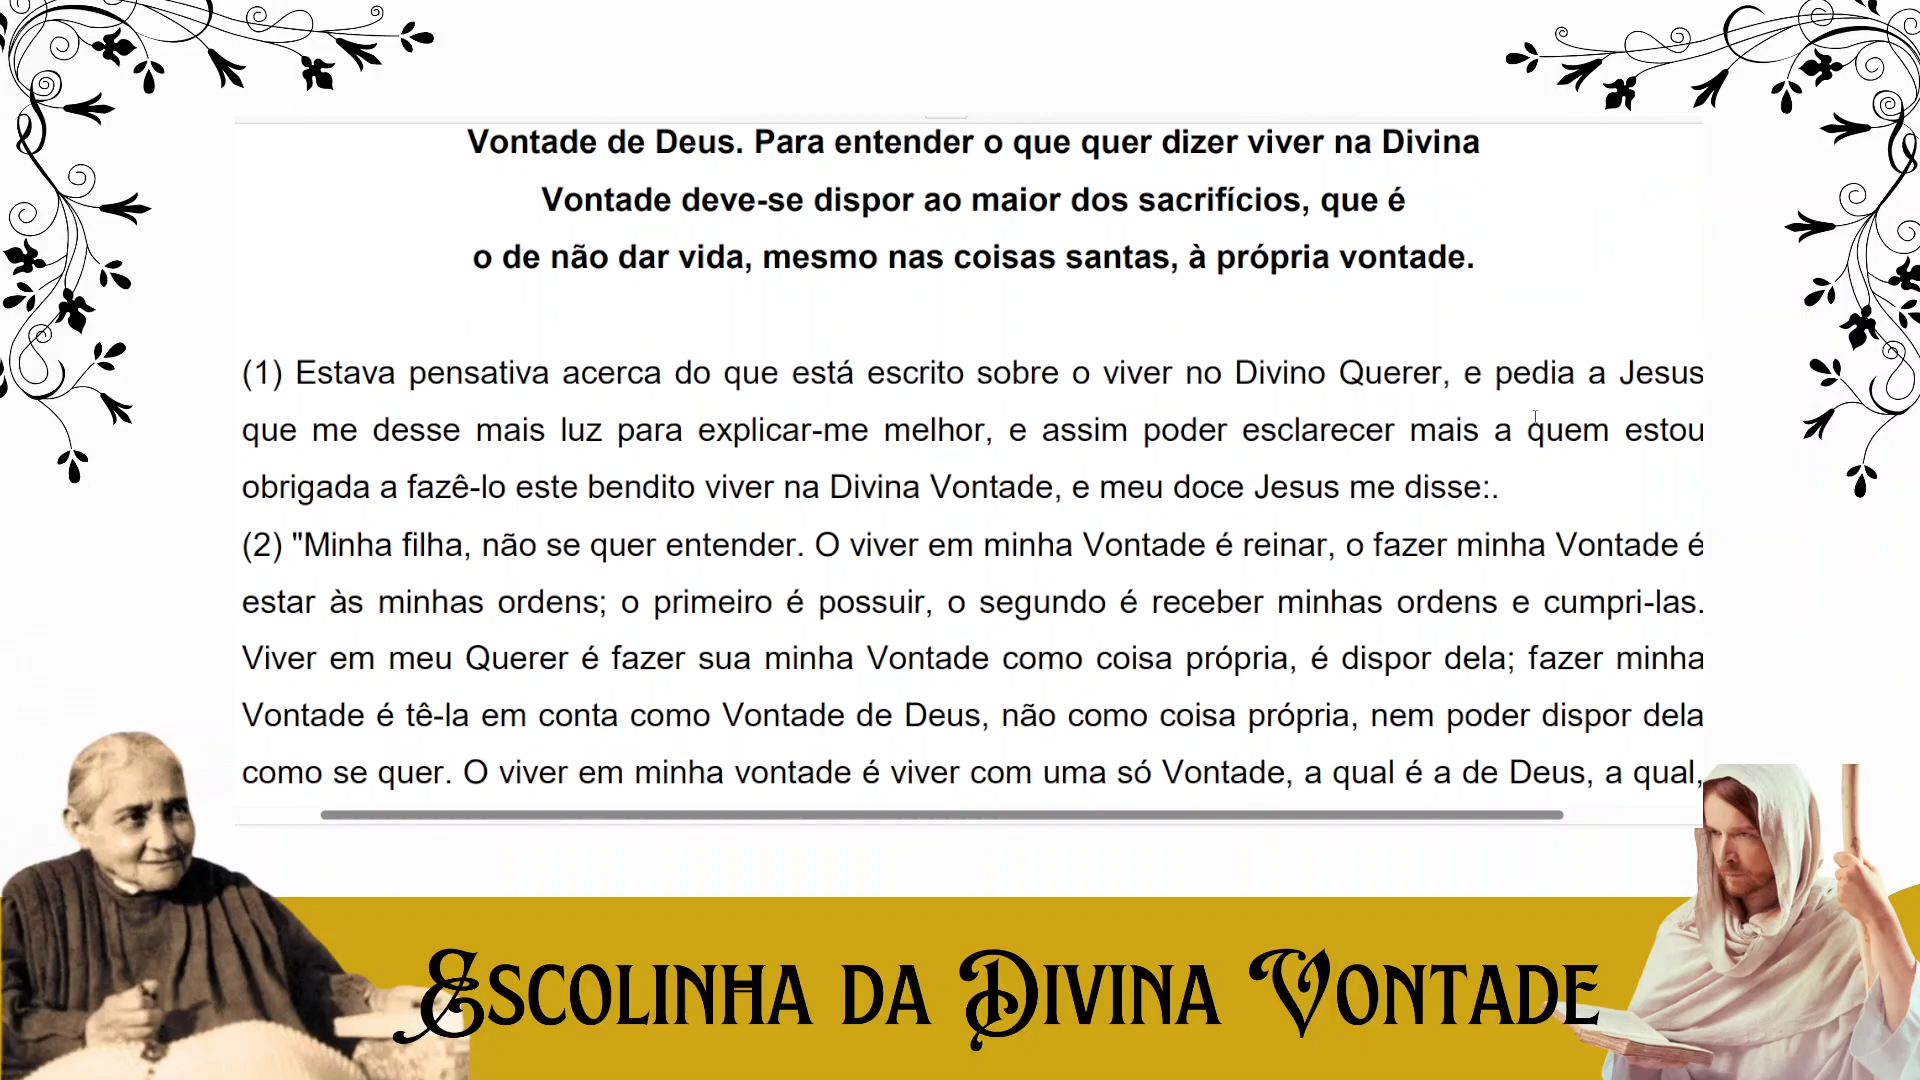 Vontade de Deus. Para entender o que quer dizer viver na Divina
Vontade deve-se dispor ao maior dos sacrifícios, que é
o de não dar vida, mesmo nas coisas santas, à própria vontade.
(1) Estava pensativa acerca do que está escrito sobre o viver no Divino Querer, e pedia a Jesus
que me desse mais luz para explicar-me melhor, e assim poder esclarecer mais a quem estou
obrigada a fazê-lo este bendito viver na Divina Vontade, e meu doce Jesus me disse:.
(2) "Minha filha, não se quer entender. O viver em minha Vontade é reinar, o fazer minha Vontade é
estar às minhas ordens; o primeiro é possuir, o segundo é receber minhas ordens e cumpri-las.
Viver em meu Querer é fazer sua minha Vontade como coisa própria, é dispor dela; fazer minha
Vontade é tê-la em conta como Vontade de Deus, não como coisa própria, nem poder dispor dela
como se quer. O viver em minha vontade é viver com uma só Vontade, a qual é a de Deus, a qual,
Escolinha da Divina Vontade